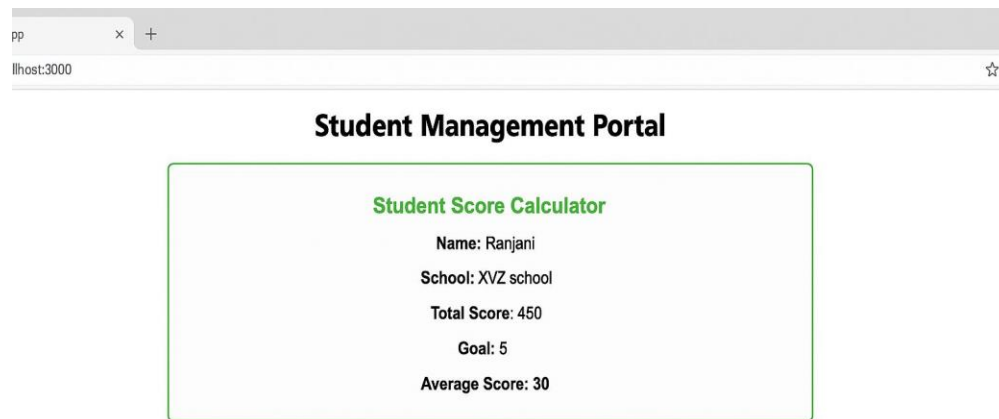 pp × +
llhost:3000
Student Management Portal
Student Score Calculator
Name: Ranjani
School: XVZ school
Total Score: 450
Goal: 5
Average Score: 30